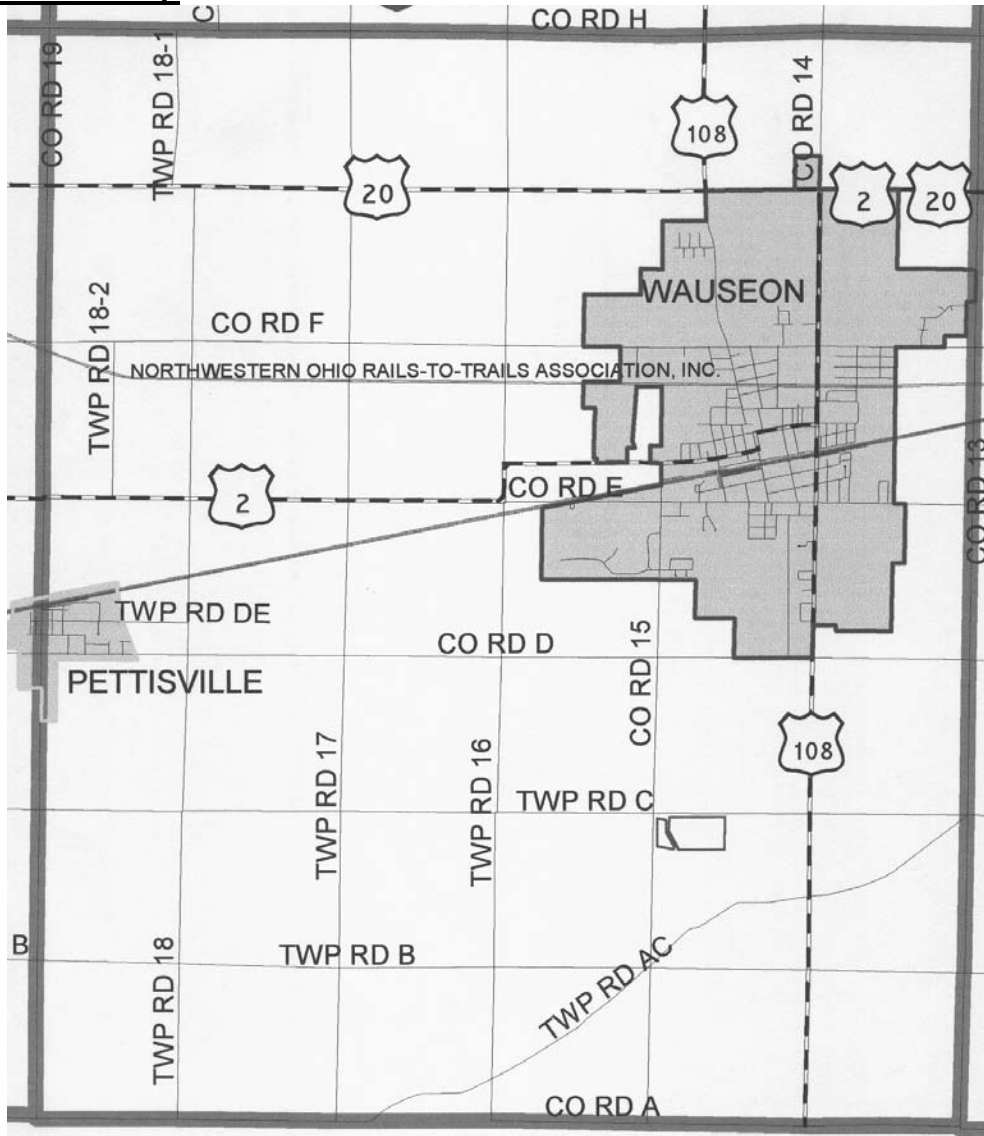 C
CO RD H
CO RD 19
TWP RD 18-1
CO RD 14
108
20
2
20
WAUSEON
TWP RD 18-2
CO RD F
NORTHWESTERN OHIO RAILS-TO-TRAILS ASSOCIATION, INC.
2
CO RD E
CO RD 13
TWP RD DE
CO RD D
CO RD 15
PETTISVILLE
108
TWP RD 17
TWP RD 16
TWP RD C
B
TWP RD 18
TWP RD B
TWP RD AC
CO RD A